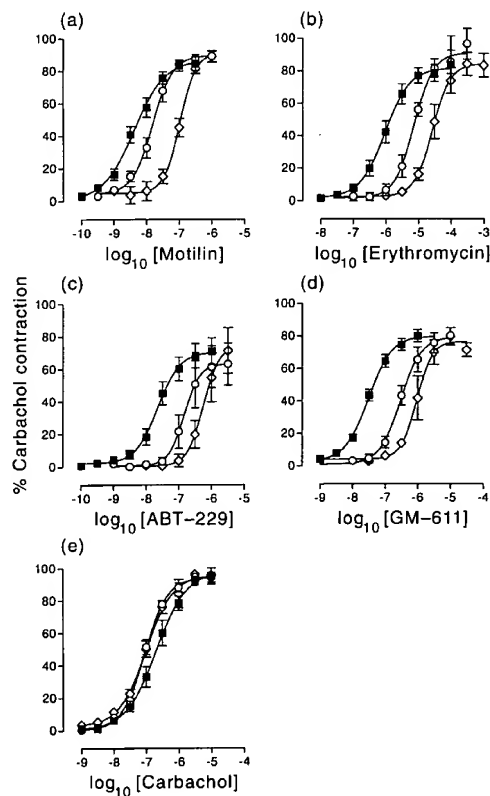 (a)
(b)
100
80
60
40
20
0
-10 -9 -8 -7 -6 -5
log10 [Motilin]
100
80
60
40
20
0
-8 -7 -6 -5 -4 -3
log10 [Erythromycin]
(c)
(d)
100
80
60
40
20
0
-10 -9 -8 -7 -6 -5
log10 [ABT-229]
100
80
60
40
20
0
-9 -8 -7 -6 -5 -4
log10 [GM-611]
% Carbachol contraction
(e)
100
80
60
40
20
0
-9 -8 -7 -6 -5 -4
log10 [Carbachol]